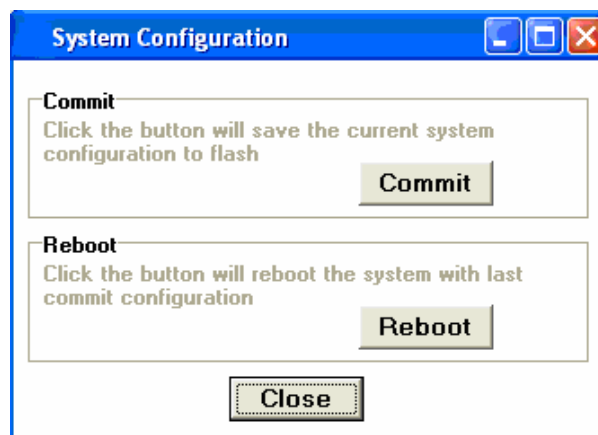 System Configuration
Commit
Click the button will save the current system
configuration to flash
Commit
Reboot
Click the button will reboot the system with last
commit configuration
Reboot
Close